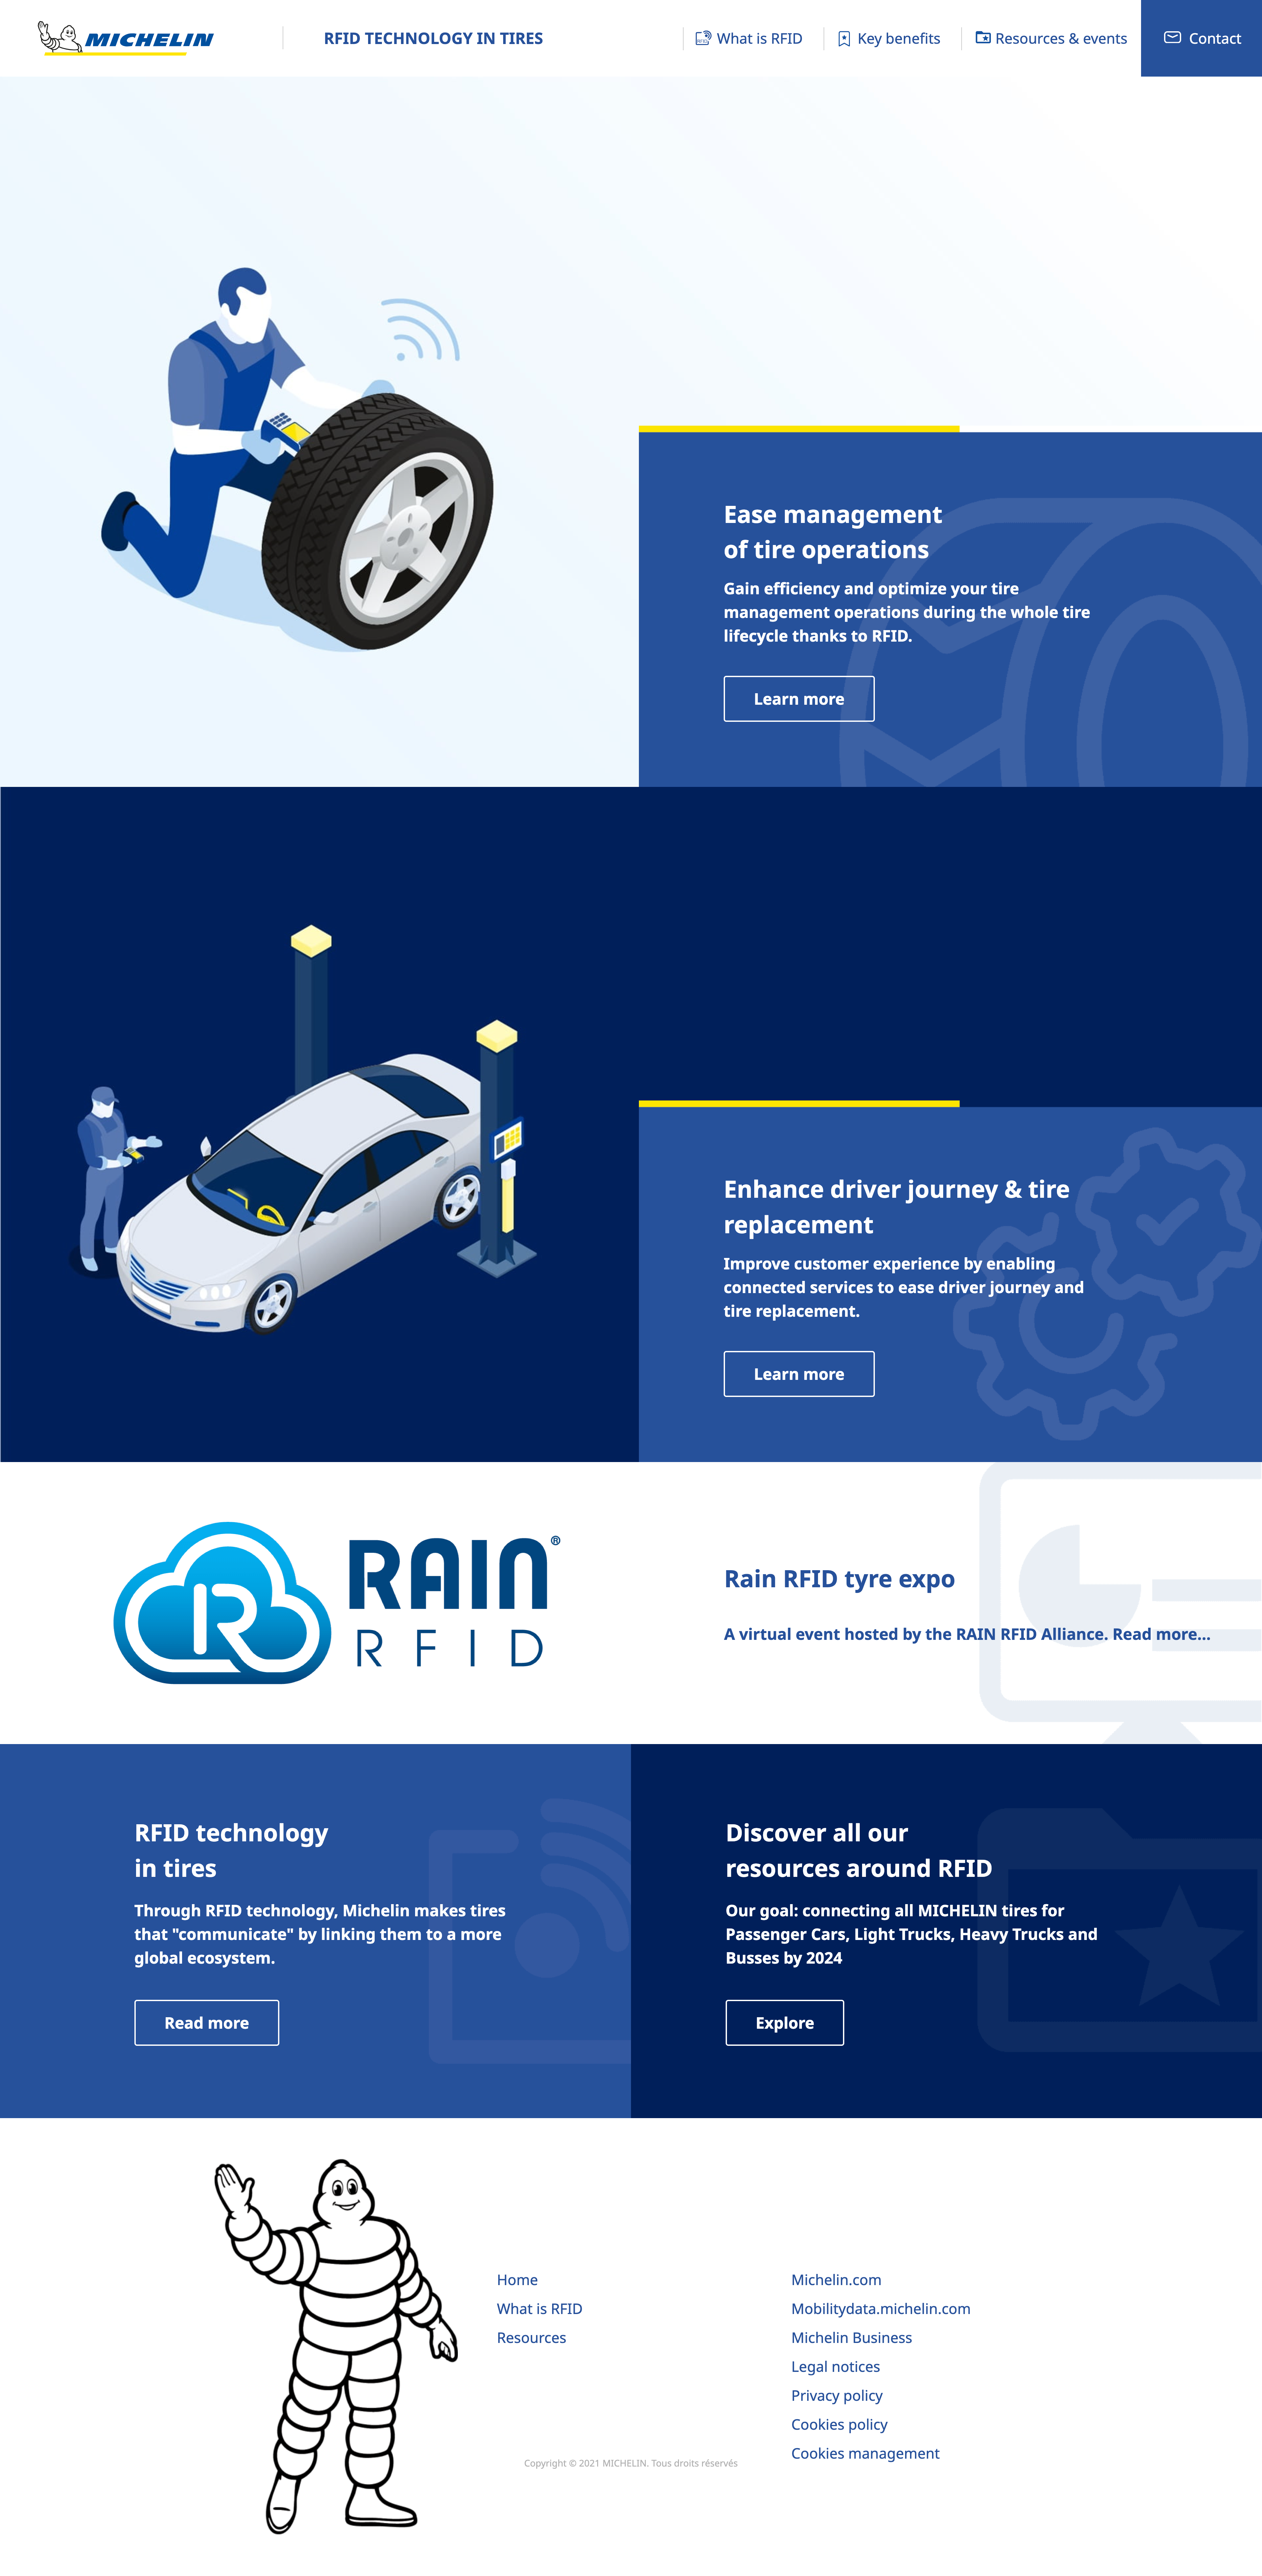 MICHELIN
RFID TECHNOLOGY IN TIRES
What is RFID
Key benefits
Resources & events
Contact
Ease management
of tire operations
Gain efficiency and optimize your tire
management operations during the whole tire
lifecycle thanks to RFID.
Learn more
Enhance driver journey & tire
replacement
Improve customer experience by enabling
connected services to ease driver journey and
tire replacement.
Learn more
R
RAIN®
RFID
Rain RFID tyre expo
A virtual event hosted by the RAIN RFID Alliance. Read more...
RFID technology
in tires
Through RFID technology, Michelin makes tires
that "communicate" by linking them to a more
global ecosystem.
Read more
Discover all our
resources around RFID
Our goal: connecting all MICHELIN tires for
Passenger Cars, Light Trucks, Heavy Trucks and
Busses by 2024
Explore
Home
What is RFID
Resources
Michelin.com
Mobilitydata.michelin.com
Michelin Business
Legal notices
Privacy policy
Cookies policy
Cookies management
Copyright © 2021 MICHELIN. Tous droits réservés